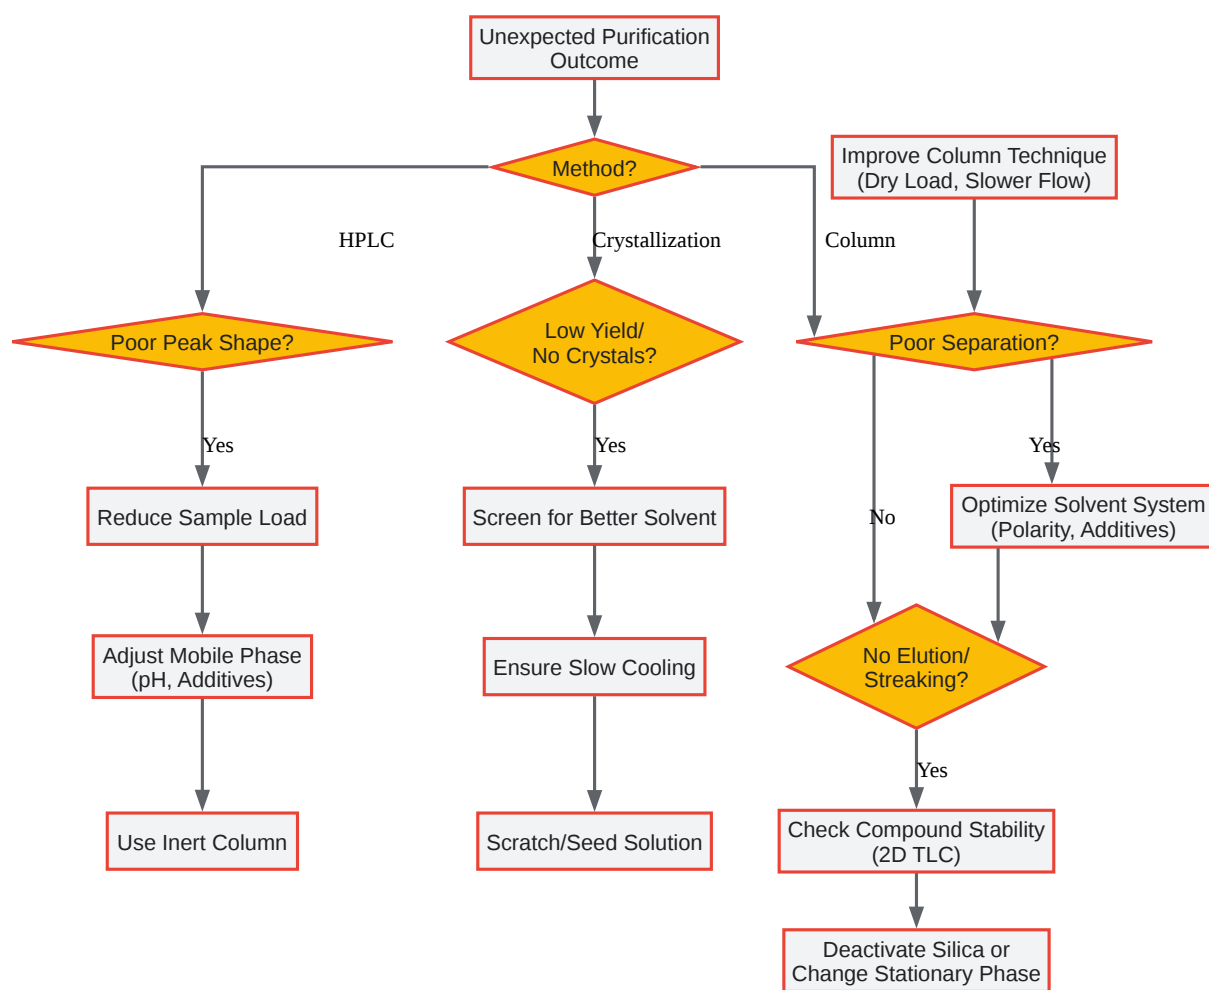 Unexpected Purification
Outcome
Method?
Improve Column Technique
(Dry Load, Slower Flow)
HPLC
Crystallization
Column
Poor Peak Shape?
Low Yield/
No Crystals?
Poor Separation?
Yes
Yes
Yes
Reduce Sample Load
Screen for Better Solvent
No
Optimize Solvent System
(Polarity, Additives)
Adjust Mobile Phase
(pH, Additives)
Ensure Slow Cooling
No Elution/
Streaking?
Yes
Use Inert Column
Scratch/Seed Solution
Check Compound Stability
(2D TLC)
Deactivate Silica or
Change Stationary Phase